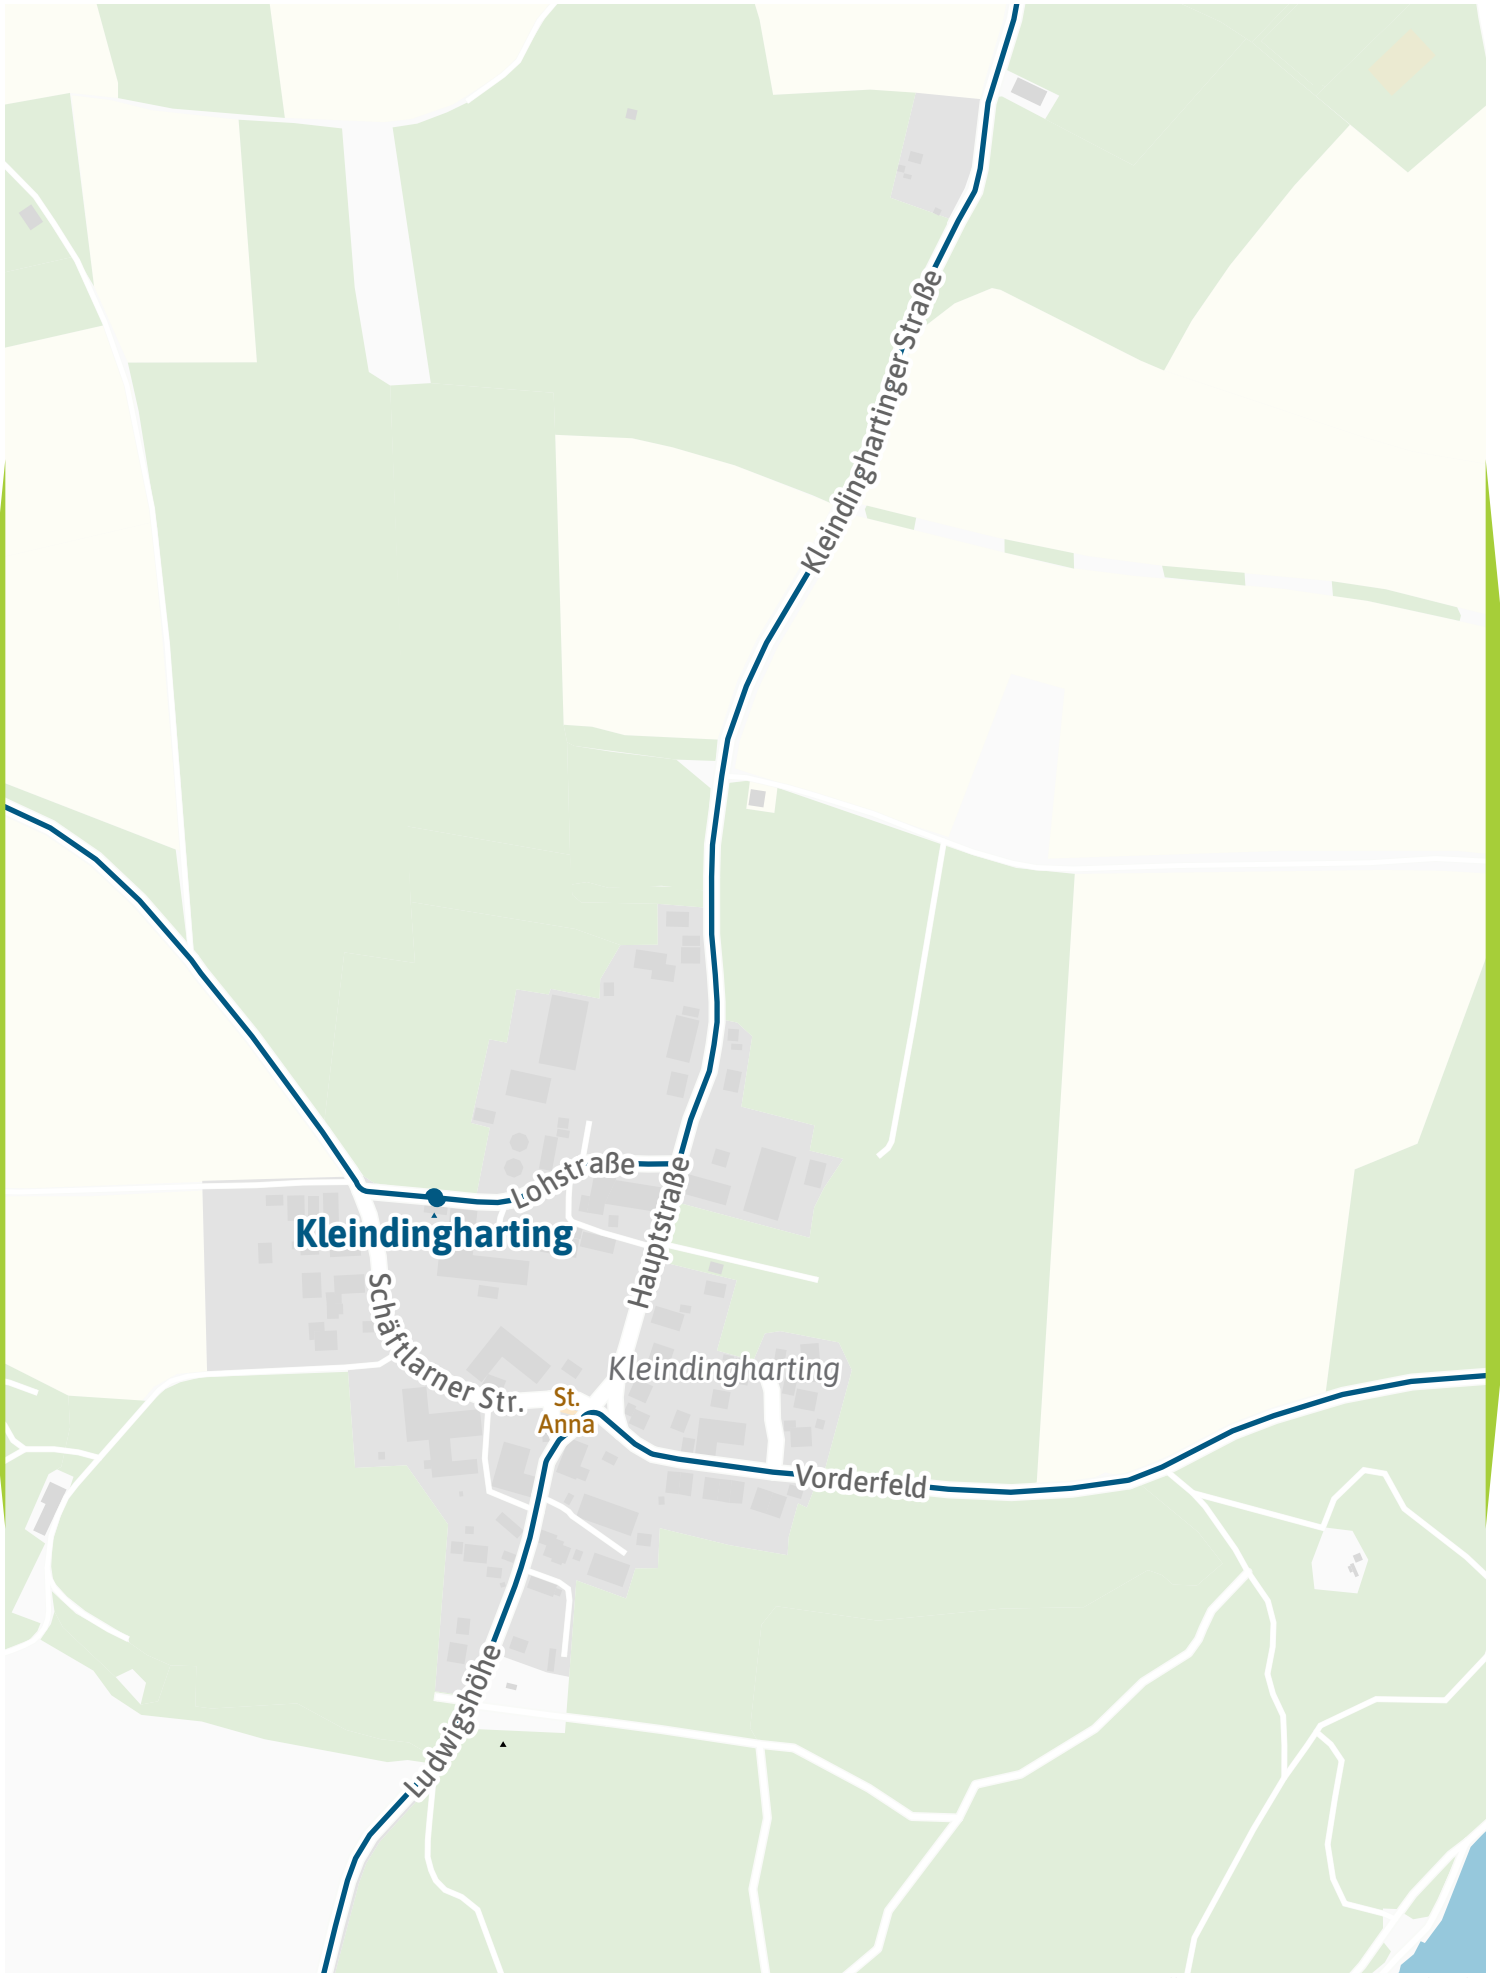 Kleindinghartinger Straße
Lohstraße
Hauptstraße
Kleindingharting
Schäftlarner Str.
Kleindingharting
St.
Anna
Vorderfeld
Ludwigshöhe